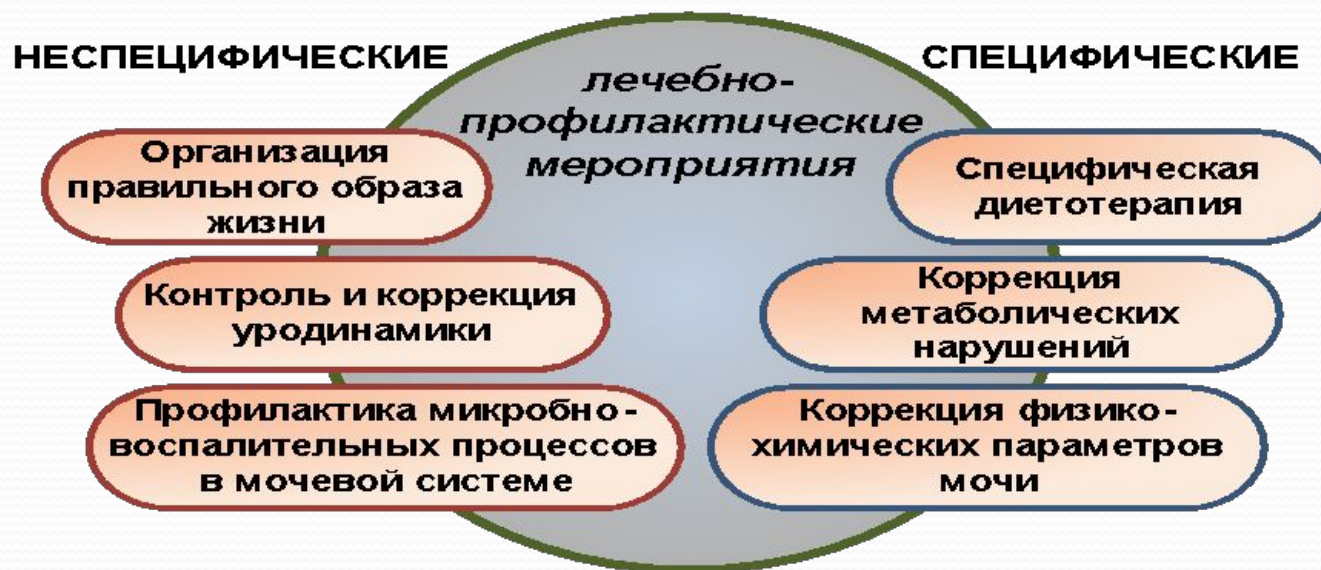 НЕСПЕЦИФИЧЕСКИЕ
СПЕЦИФИЧЕСКИЕ
лечебно-
профилактические
мероприятия
Организация
правильного образа
жизни
Контроль и коррекция
уродинамики
Профилактика микробно-
воспалительных процессов
в мочевой системе
Специфическая
диетотерапия
Коррекция
метаболических
нарушений
Коррекция физико-
химических параметров
мочи